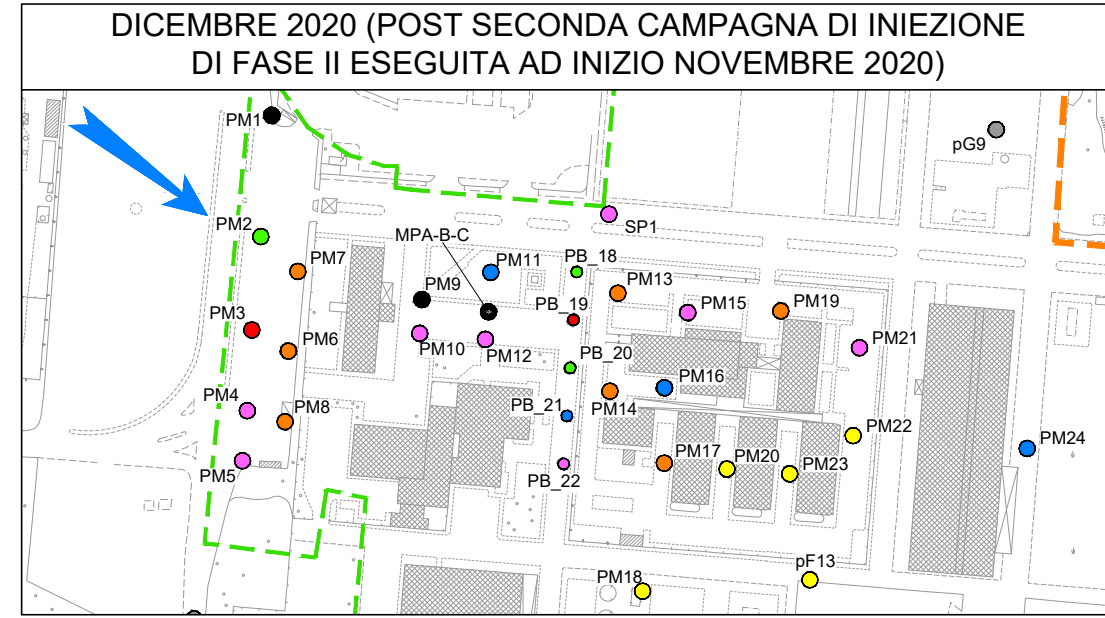 DICEMBRE 2020 (POST SECONDA CAMPAGNA DI INIEZIONE
DI FASE II ESEGUITA AD INIZIO NOVEMBRE 2020)
PM1
pG9
PM2
SP1
MPA-B-C
PM7
PM11
PB_18
PM9
PM13
PM3
PB_19
PM15
PM19
PM6
PM10
PM12
PM21
PB_20
PM4
PM16
PM8
PB_21
PM14
PM22
PM24
PM5
PM17
PM20
PM23
PB_22
pF13
PM18